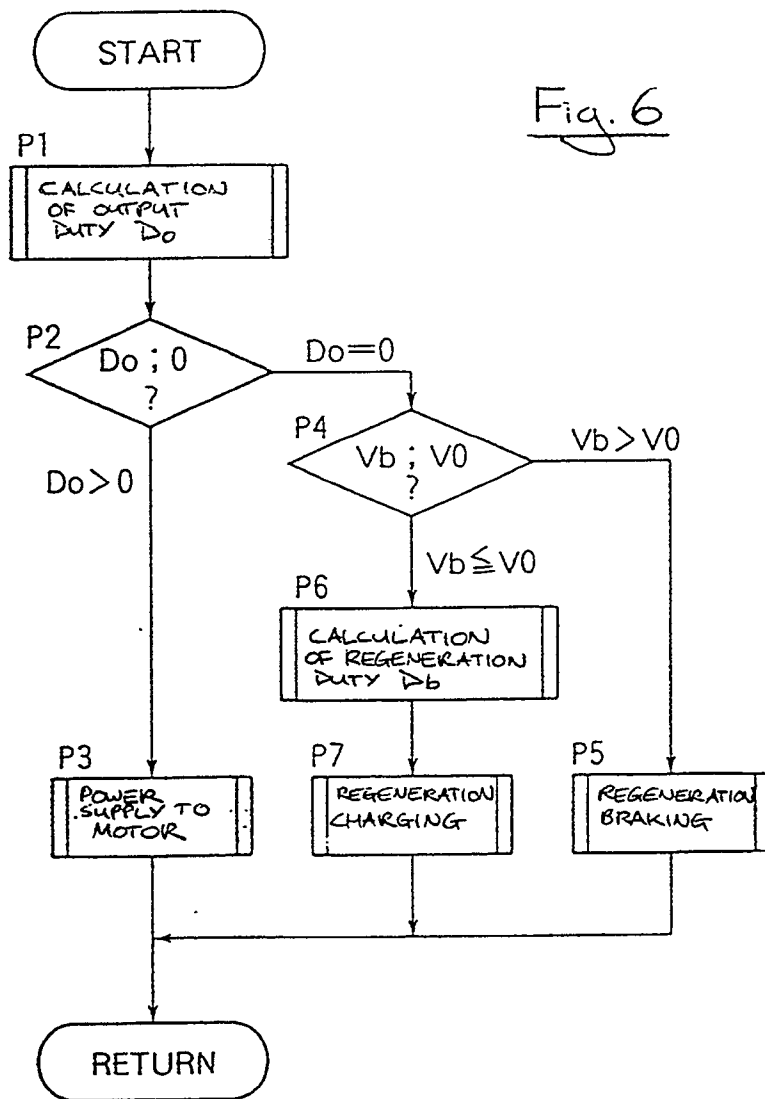 START
Fig. 6
P1
CALCULATION
OF OUTPUT
DUTY Do
P2
Do ; 0
?
Do=0
Do>0
P4
Vb ; V0
?
Vb>V0
Vb≦V0
P6
CALCULATION
OF REGENERATION
DUTY Db
P3
POWER
SUPPLY TO
MOTOR
P7
REGENERATION
CHARGING
P5
REGENERATION
BRAKING
RETURN